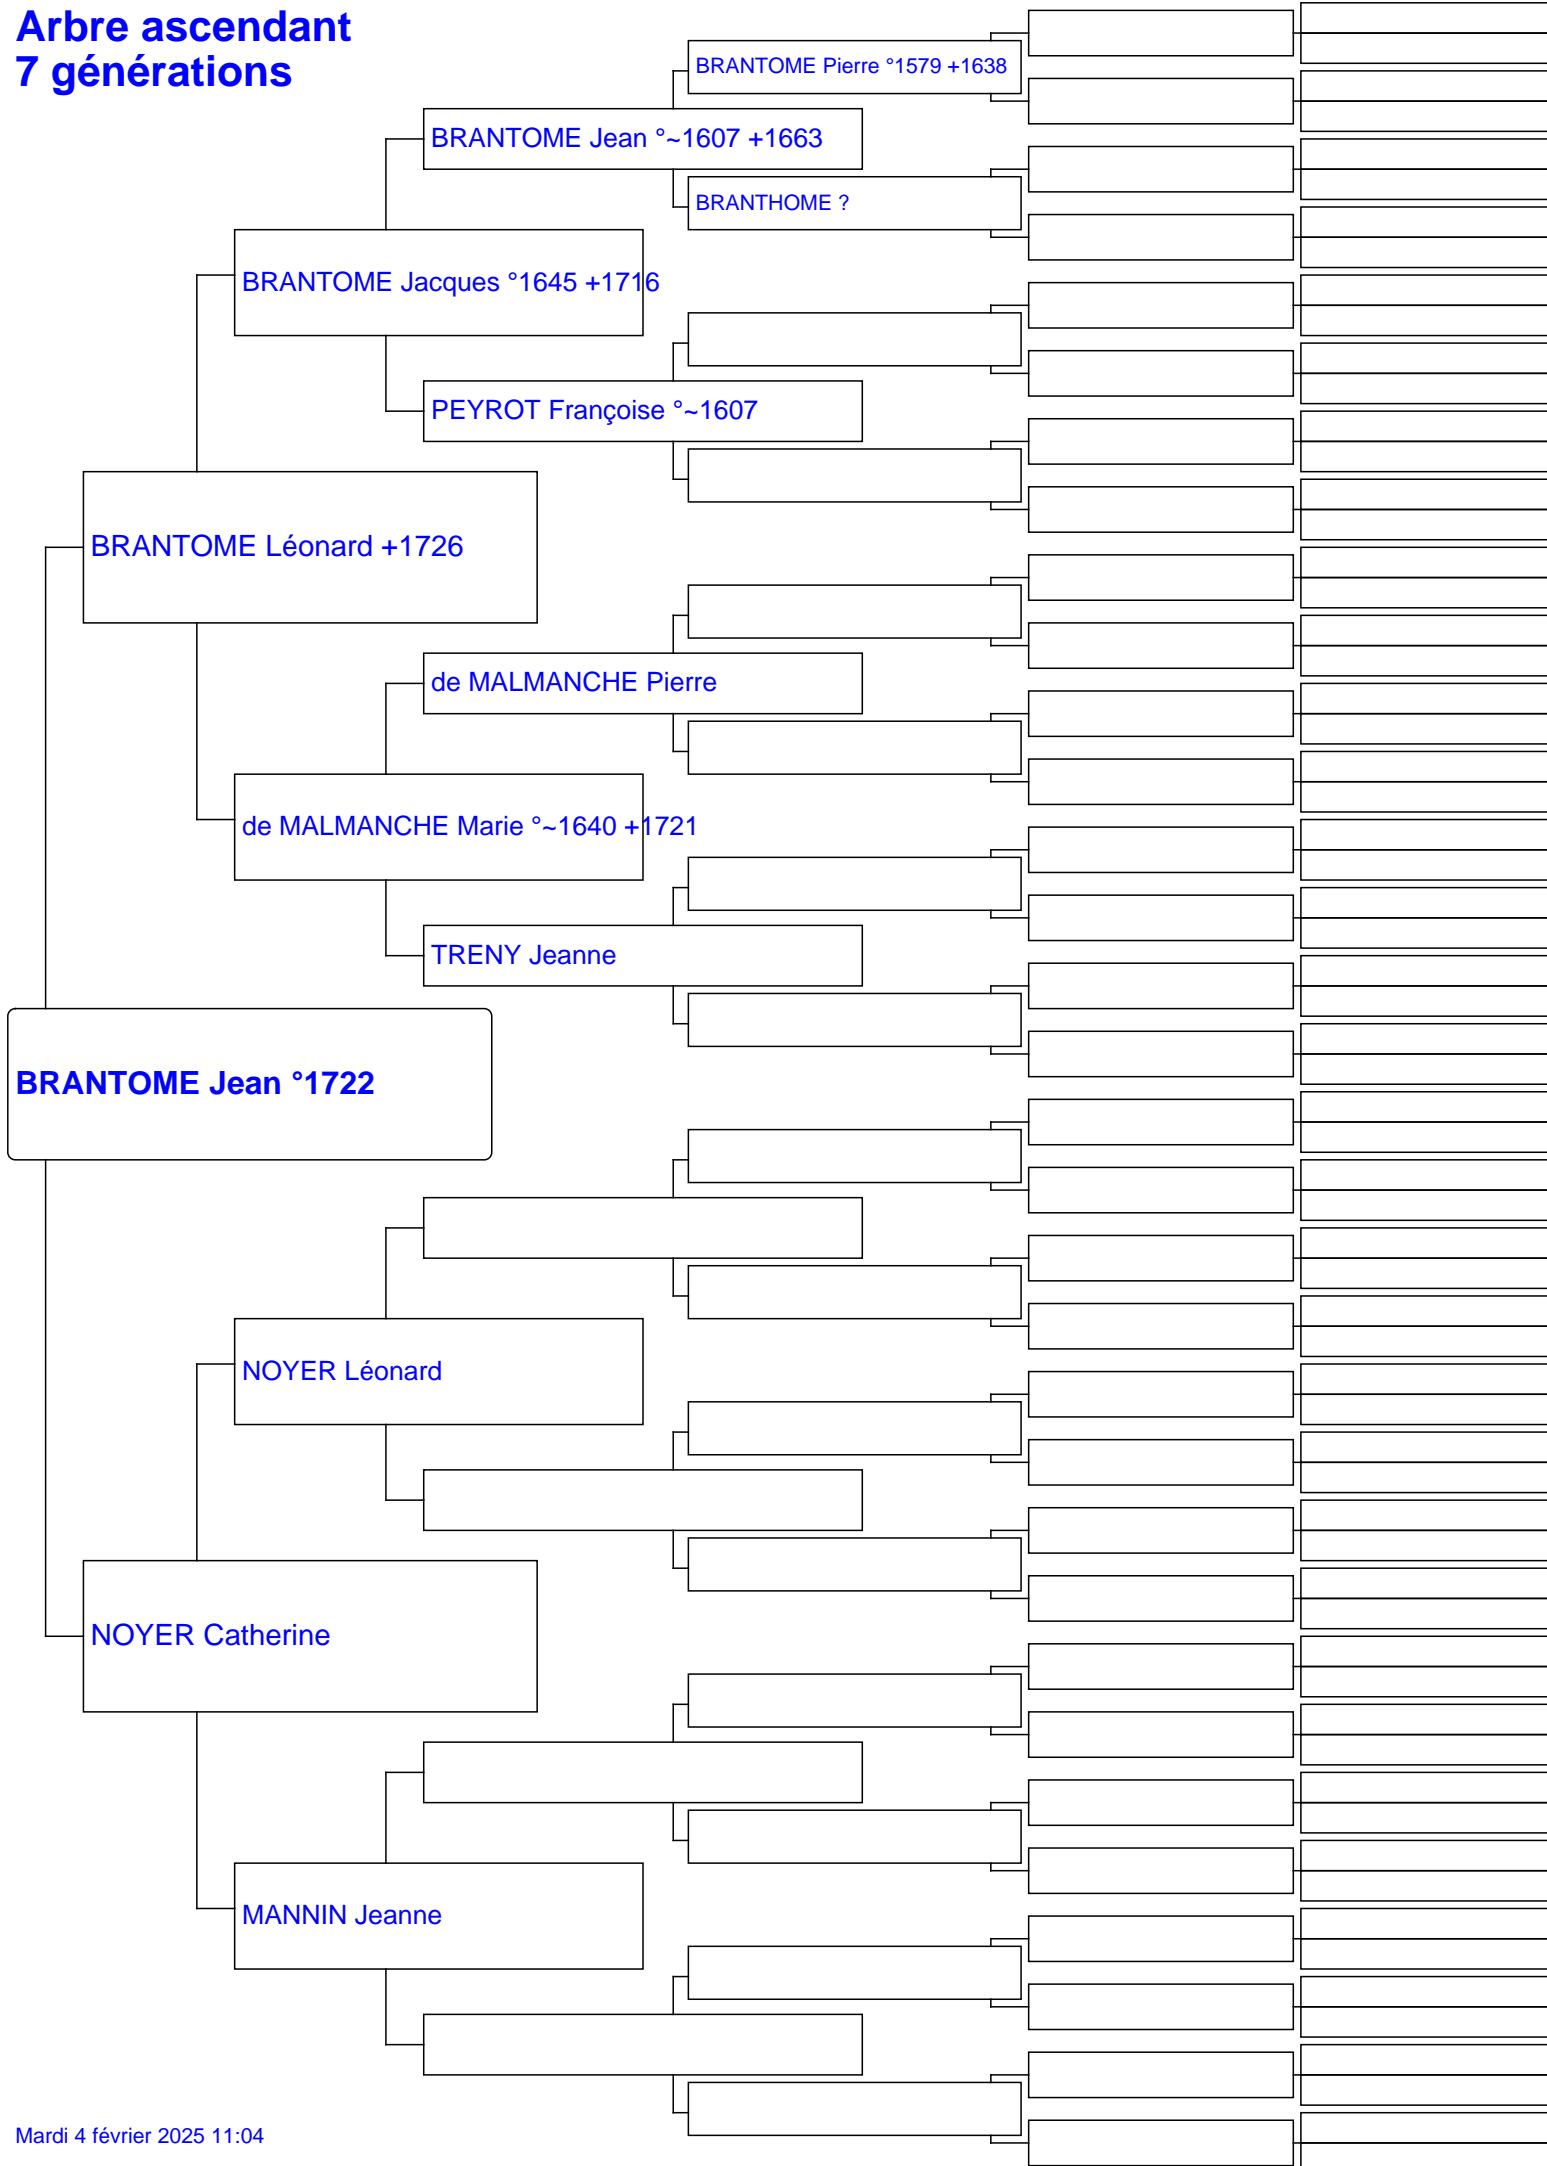 Arbre ascendant
7 générations
BRANTOME Pierre °1579 +1638
BRANTOME Jean °~1607 +1663
BRANTHOME ?
BRANTOME Jacques °1645 +1716
PEYROT Françoise °~1607
BRANTOME Léonard +1726
de MALMANCHE Pierre
de MALMANCHE Marie °~1640 +1721
TRENY Jeanne
BRANTOME Jean °1722
NOYER Léonard
NOYER Catherine
MANNIN Jeanne
Mardi 4 février 2025 11:04